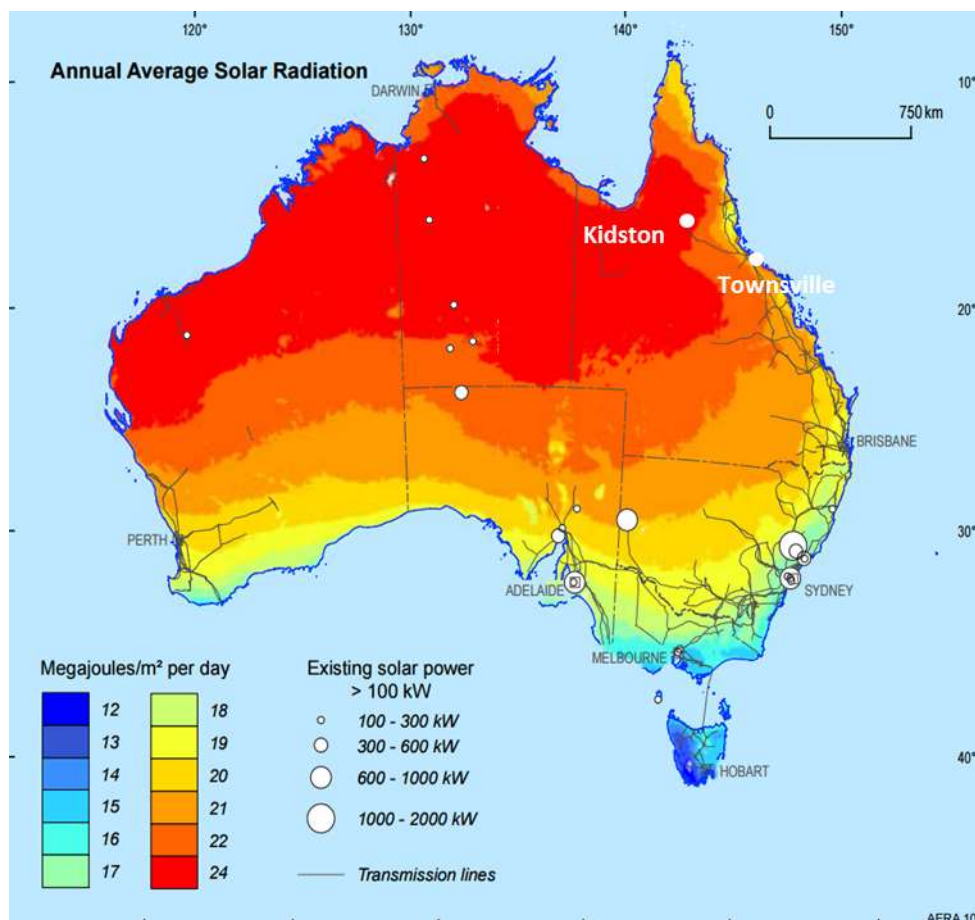 120°
130°
140°
150°
Annual Average Solar Radiation
DARWIN
10°
0
750 km
Kidston
Townsville
20°
BRISBANE
30°
PERTH
ADELAIDE
SYDNEY
MELBOURNE
Megajoules/m² per day
12
13
14
15
16
17
18
19
20
21
22
24
Existing solar power
> 100 kW
100 - 300 kW
300 - 600 kW
600 - 1000 kW
1000 - 2000 kW
Transmission lines
HOBART
40°